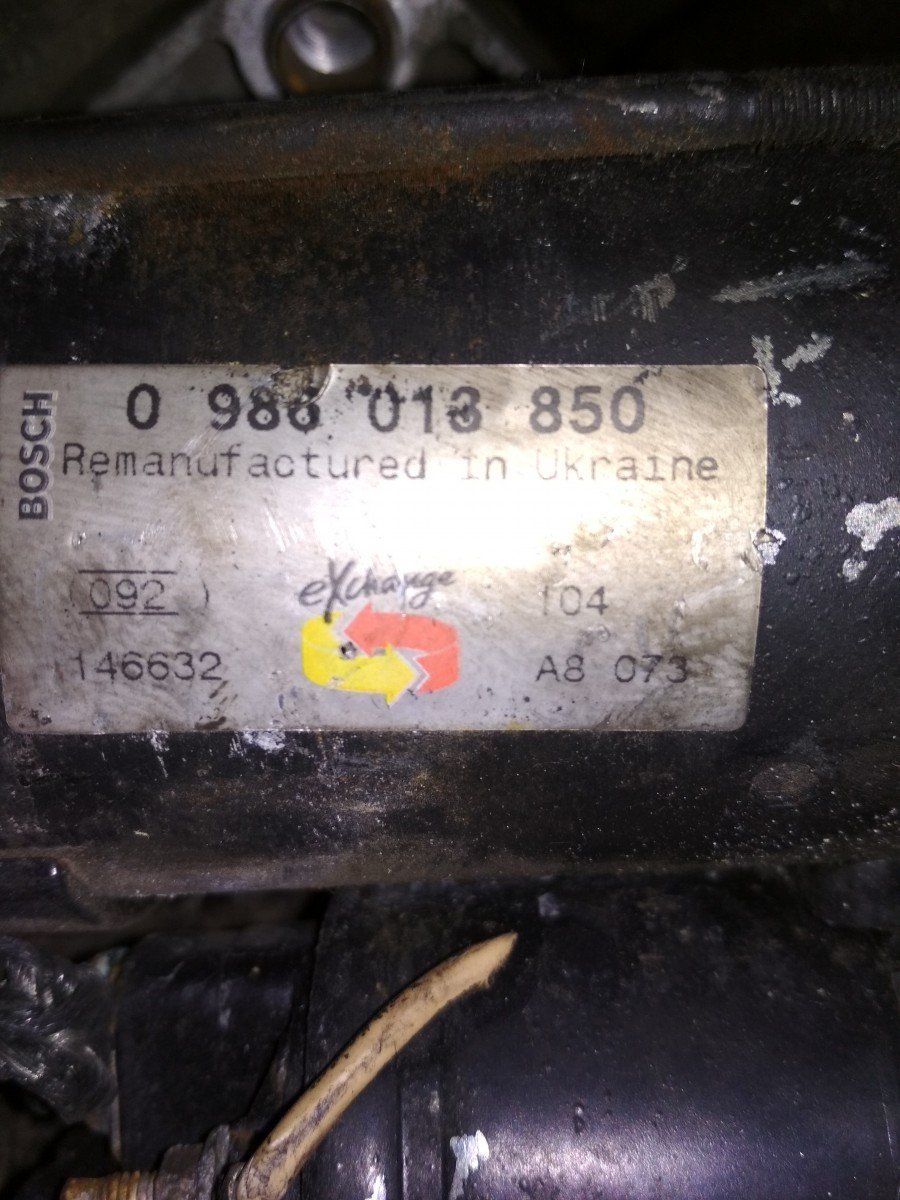 BOSCH
0 986 013 850
Remanufactured in Ukraine
092
eXchange
104
146632
A8 073